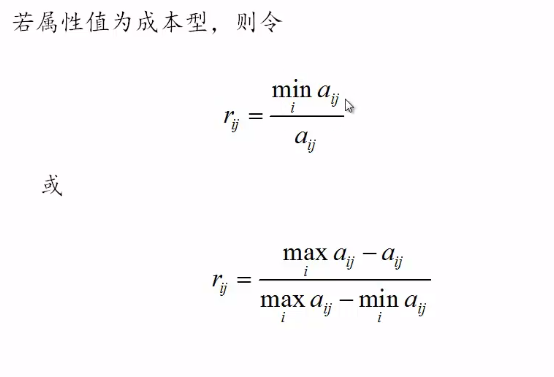 若属性值为成本型，则令
r_{ij} = \frac{\min_{i} a_{ij}}{a_{ij}}
或
r_{ij} = \frac{\max_{i} a_{ij} - a_{ij}}{\max_{i} a_{ij} - \min_{i} a_{ij}}